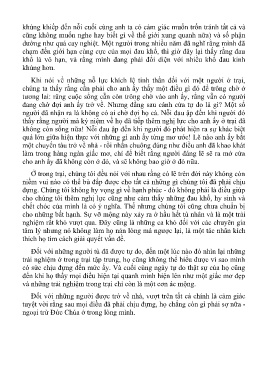 khủng khiếp đến nỗi cuối cùng anh ta có cảm giác muốn trốn tránh tất cả và
cũng không muốn nghe hay biết gì về thế giới xung quanh nữa) và số phận
dường như quá cay nghiệt. Một người trong nhiều năm đã nghĩ rằng mình đã
chạm đến giới hạn cùng cực của mọi đau khổ, thì giờ đây lại thấy rằng đau
khổ là vô hạn, và rằng mình đang phải đối diện với nhiều khổ đau kinh
khủng hơn.
Khi nói về những nỗ lực khích lệ tinh thần đối với một người ở trại,
chúng ta thấy rằng cần phải cho anh ấy thấy một điều gì đó để trông chờ ở
tương lai: rằng cuộc sống còn trông chờ vào anh ấy, rằng vẫn có người
đang chờ đợi anh ấy trở về. Nhưng đằng sau cánh cửa tự do là gì? Một số
người đã nhận ra là không có ai chờ đợi họ cả. Nỗi đau ập đến khi người đó
thấy rằng người mà kỷ niệm về họ đã tiếp thêm nghị lực cho anh ở trại đã
không còn sống nữa! Nỗi đau ập đến khi người đó phát hiện ra sự khác biệt
quá lớn giữa hiện thực với những gì anh ấy từng mơ ước! Lẽ nào anh ấy bắt
một chuyến tàu trở về nhà - rồi nhấn chuông đúng như điều anh đã khao khát
làm trong hàng ngàn giấc mơ, chỉ để biết rằng người đáng lẽ sẽ ra mở cửa
cho anh ấy đã không còn ở đó, và sẽ không bao giờ ở đó nữa.
Ở trong trại, chúng tôi đều nói với nhau rằng có lẽ trên đời này không còn
niềm vui nào có thể bù đắp được cho tất cả những gì chúng tôi đã phải chịu
đựng. Chúng tôi không hy vọng gì về hạnh phúc - đó không phải là điều giúp
cho chúng tôi thêm nghị lực cũng như cảm thấy những đau khổ, sự hinh và
chết chóc của mình là có ý nghĩa. Thế nhưng chúng tôi cũng chưa chuẩn bị
cho những bất hạnh. Sự vỡ mộng này xảy ra ở hầu hết tù nhân và là một trải
nghiệm rất khó vượt qua. Đây cũng là những ca khó đối với các chuyên gia
tâm lý nhưng nó không làm họ nản lòng mà ngược lại, là một tác nhân kích
thích họ tìm cách giải quyết vấn đề.
Đối với những người tù đã được tự do, đến một lúc nào đó nhìn lại những
trải nghiệm ở trong trại tập trung, họ cũng không thể hiểu được vì sao mình
có sức chịu đựng đến mức ấy. Và cuối cùng ngày tự do thật sự của họ cũng
đến khi họ thấy mọi điều hiện tại quanh mình hiện lên như một giấc mơ đẹp
và những trải nghiệm trong trại chỉ còn là một cơn ác mộng.
Đối với những người được trở về nhà, vượt trên tất cả chính là cảm giác
tuyệt vời rằng sau mọi điều đã phải chịu đựng, họ chẳng còn gì phải sợ nữa -
ngoại trừ Đức Chúa ở trong lòng mình.